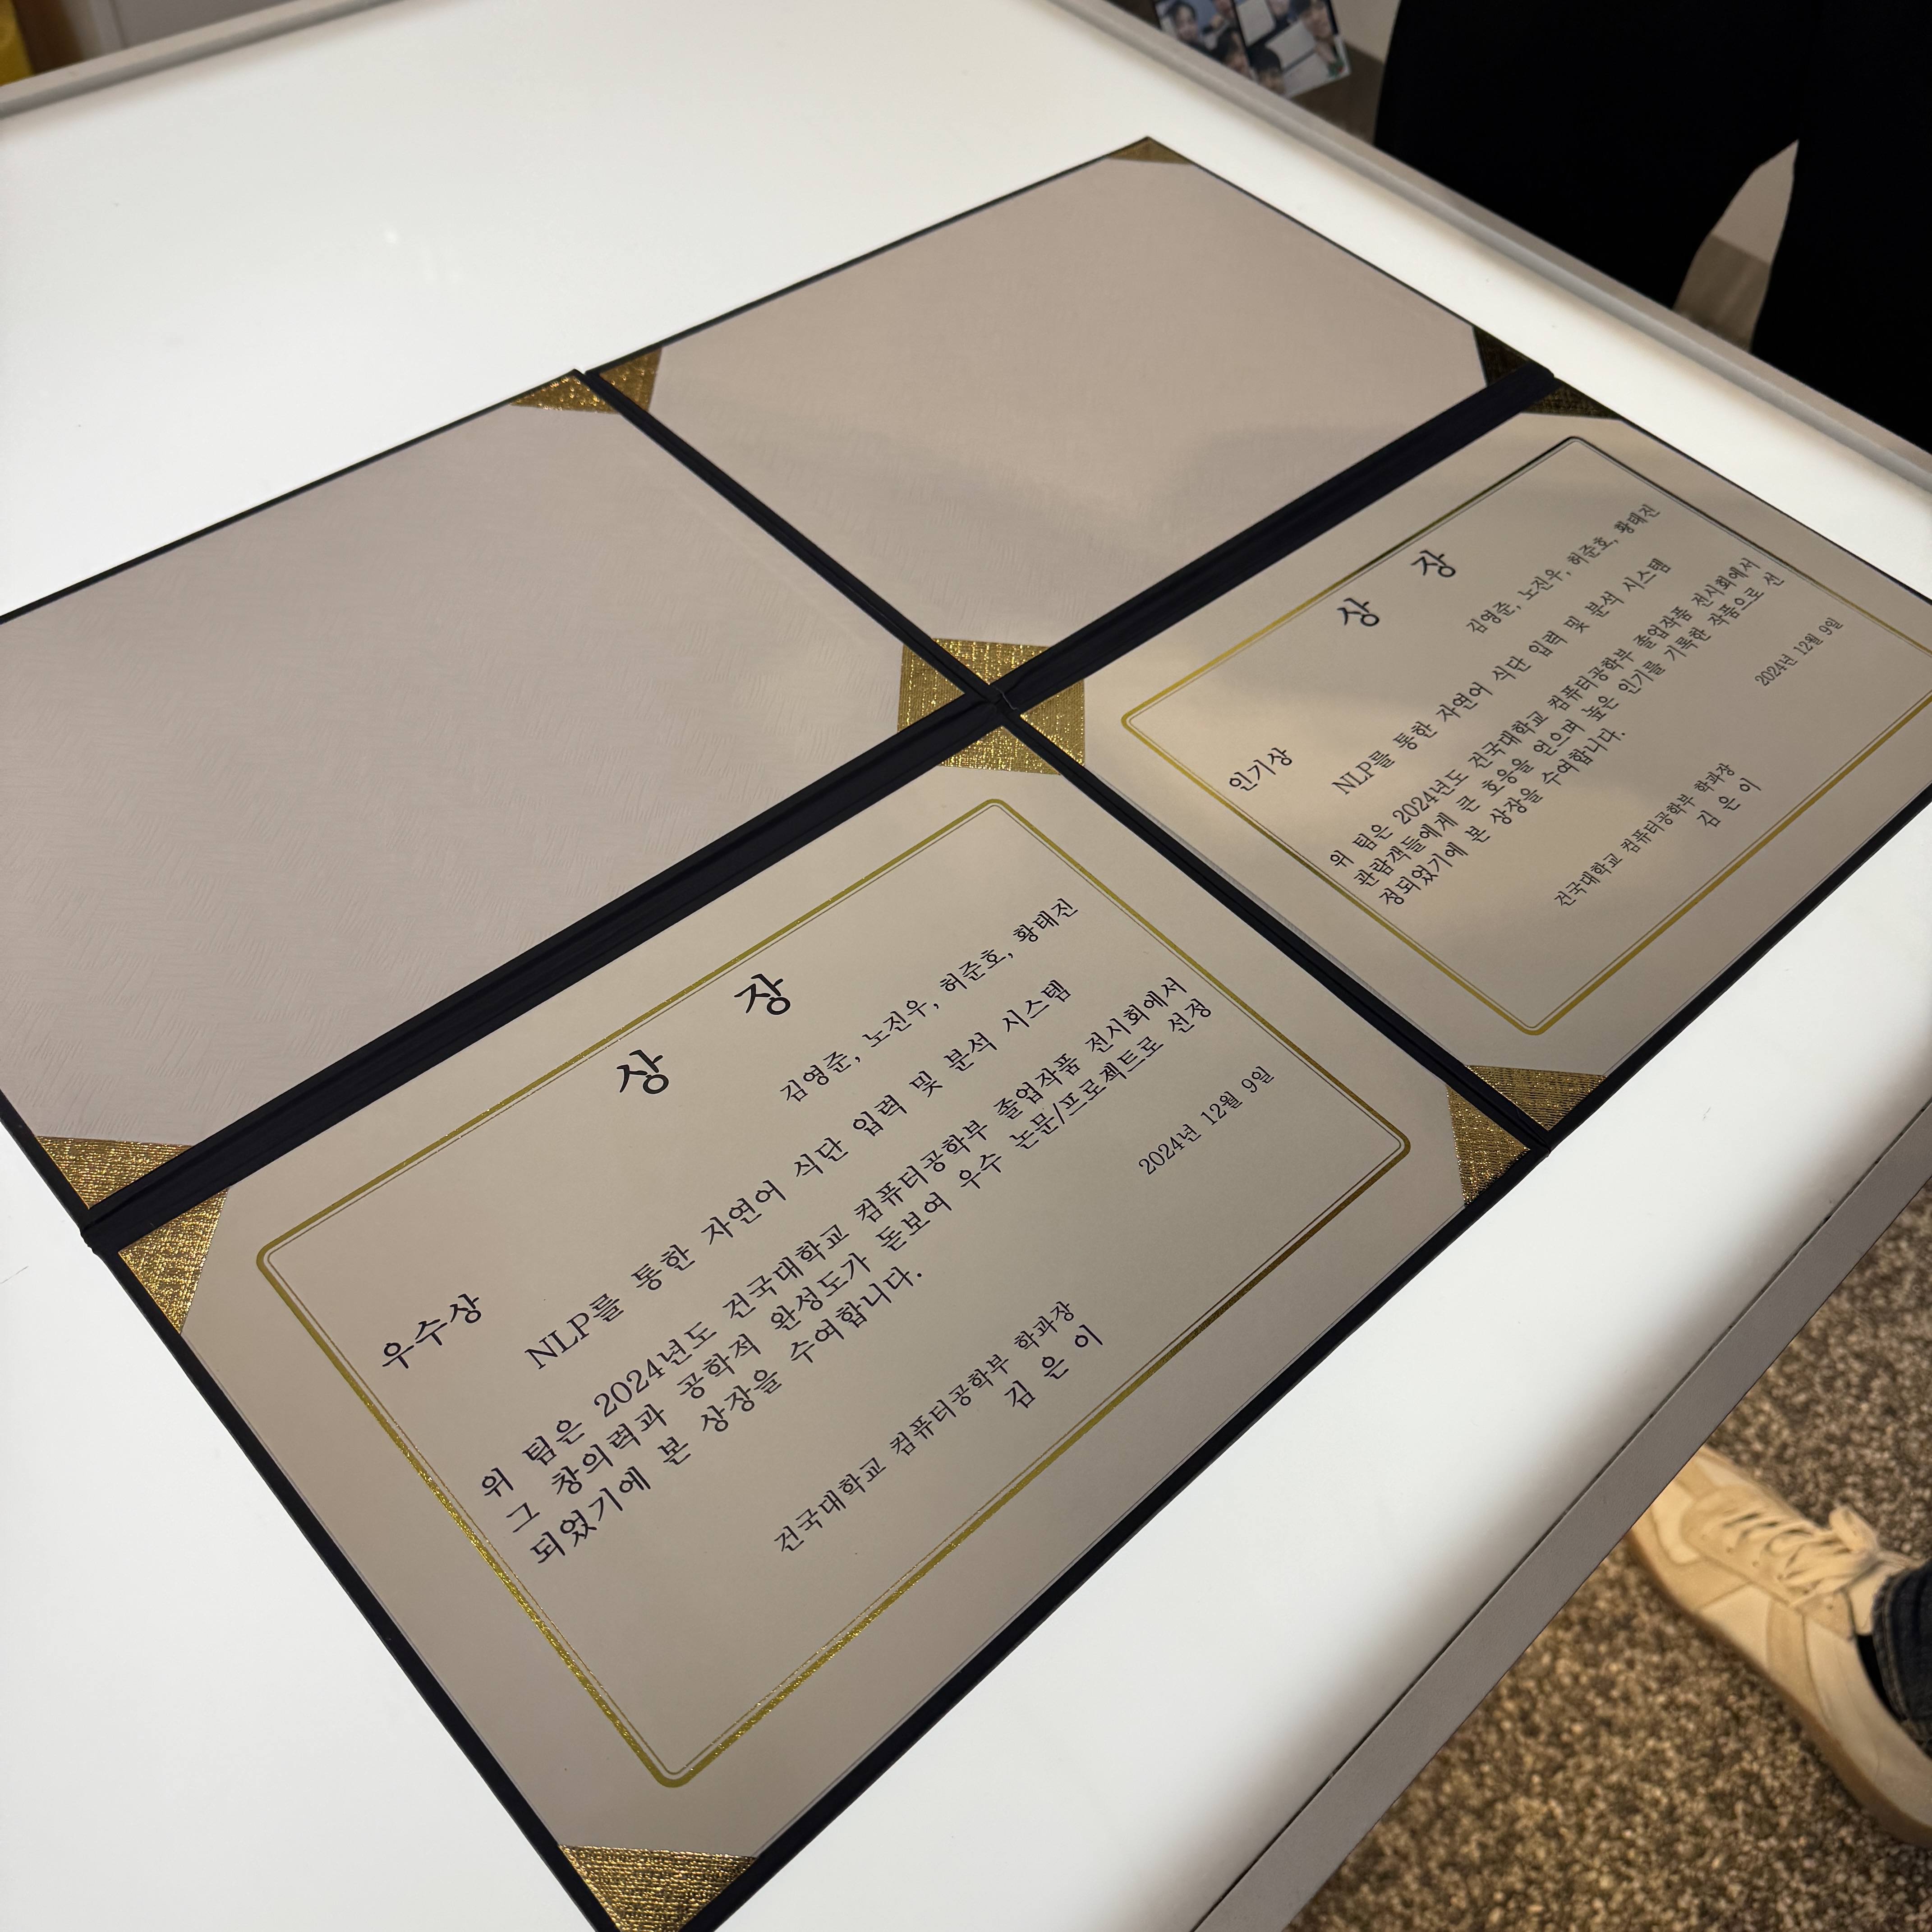 상 장
우수상
김영준, 노진우, 허준호, 황태진
NLP를 통한 자연어 식단 입력 및 분석 시스템
위 팀은 2024년도 건국대학교 컴퓨터공학부 졸업작품 전시회에서
그 창의력과 공학적 완성도가 돋보여 우수 논문/프로젝트로 선정
되었기에 본 상장을 수여합니다.
2024년 12월 9일
건국대학교 컴퓨터공학부 학과장
김 은 이
상 장
인기상
김영준, 노진우, 허준호, 황태진
NLP를 통한 자연어 식단 입력 및 분석 시스템
위 팀은 2024년도 건국대학교 컴퓨터공학부 졸업작품 전시회에서
관람객들에게 큰 호응을 얻으며 높은 인기를 기록한 작품으로 선
정되었기에 본 상장을 수여합니다.
2024년 12월 9일
건국대학교 컴퓨터공학부 학과장
김 은 이